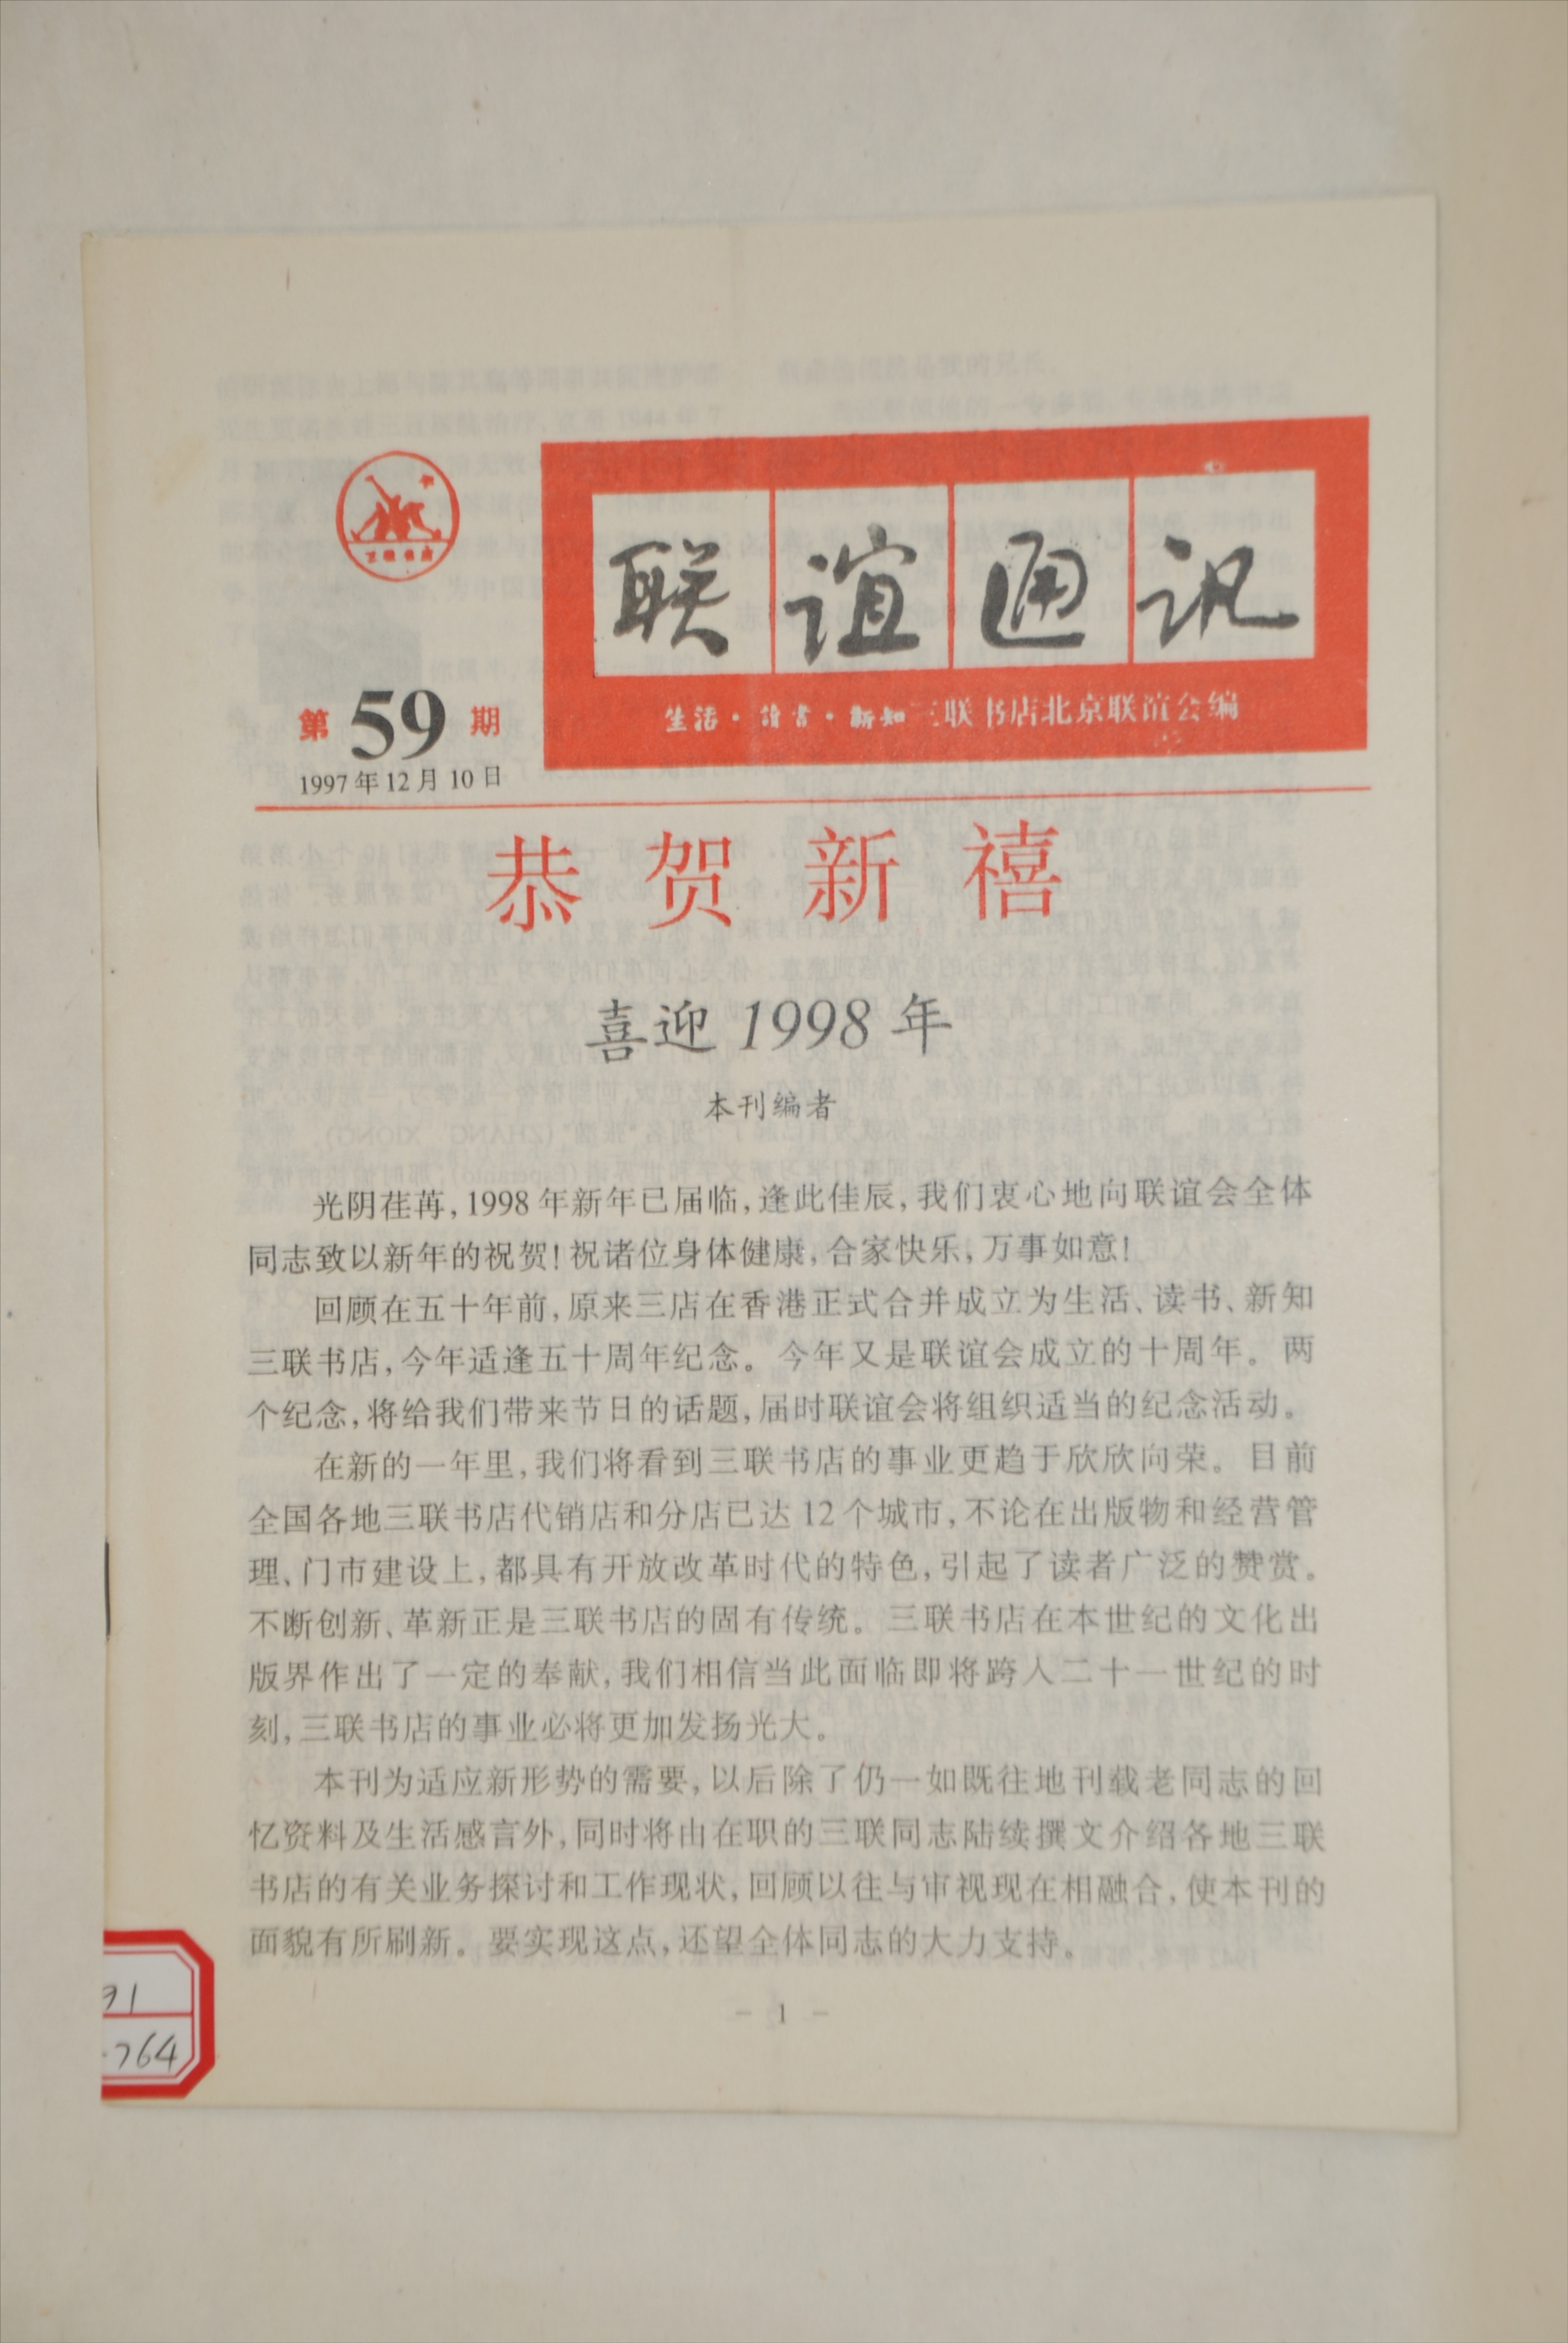 三联书店
联谊通讯
生活·读书·新知三联书店北京联谊会编
第59期
1997年12月10日
恭贺新禧
喜迎1998年
本刊编者
光阴荏苒,1998年新年已届临,逢此佳辰,我们衷心地向联谊会全体
同志致以新年的祝贺!祝诸位身体健康,合家快乐,万事如意!
回顾在五十年前,原来三店在香港正式合并成立为生活、读书、新知
三联书店,今年适逢五十周年纪念。今年又是联谊会成立的十周年。两
个纪念,将给我们带来节日的话题,届时联谊会将组织适当的纪念活动。
在新的一年里,我们将看到三联书店的事业更趋于欣欣向荣。目前
全国各地三联书店代销店和分店已达12个城市,不论在出版物和经营管
理、门市建设上,都具有开放改革时代的特色,引起了读者广泛的赞赏。
不断创新、革新正是三联书店的固有传统。三联书店在本世纪的文化出
版界作出了一定的奉献,我们相信当此面临即将跨人二十一世纪的时
刻,三联书店的事业必将更加发扬光大。
本刊为适应新形势的需要,以后除了仍一如既往地刊载老同志的回
忆资料及生活感言外,同时将由在职的三联同志陆续撰文介绍各地三联
书店的有关业务探讨和工作现状,回顾以往与审视现在相融合,使本刊的
面貌有所刷新。要实现这点,还望全体同志的大力支持。
- 1 -
91
764